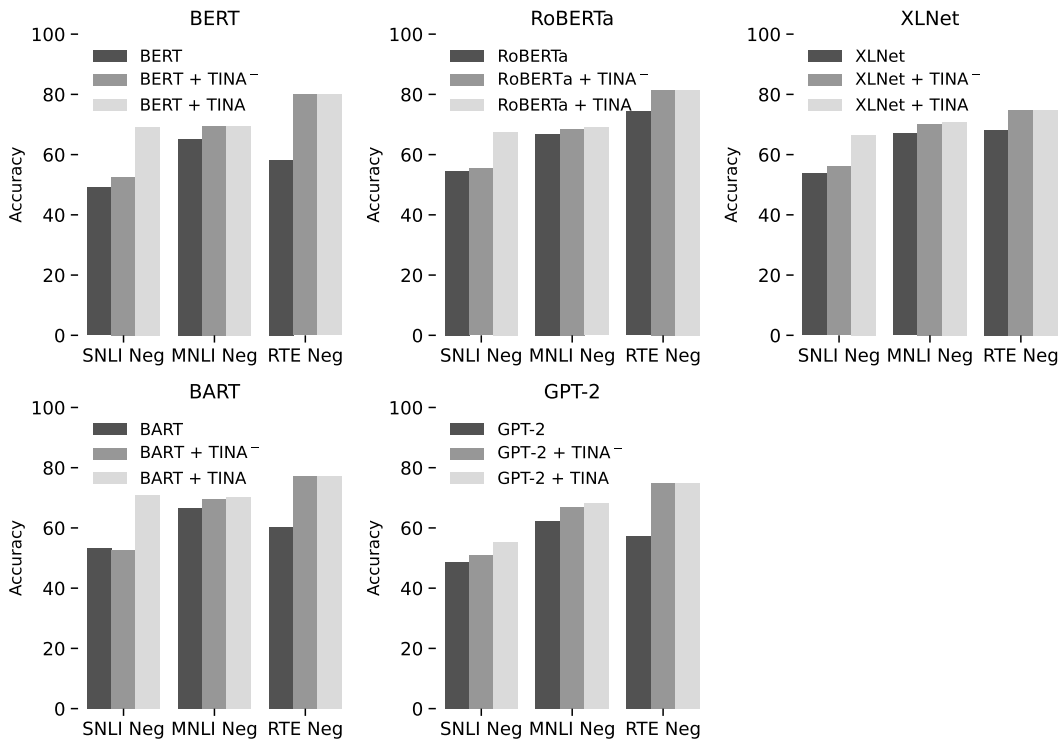 BERT
100
80
60
40
20
0
Accuracy
BERT
BERT + TINA⁻
BERT + TINA
SNLI Neg MNLI Neg RTE Neg
RoBERTa
100
80
60
40
20
0
Accuracy
RoBERTa
RoBERTa + TINA⁻
RoBERTa + TINA
SNLI Neg MNLI Neg RTE Neg
XLNet
100
80
60
40
20
0
Accuracy
XLNet
XLNet + TINA⁻
XLNet + TINA
SNLI Neg MNLI Neg RTE Neg
BART
100
80
60
40
20
0
Accuracy
BART
BART + TINA⁻
BART + TINA
SNLI Neg MNLI Neg RTE Neg
GPT-2
100
80
60
40
20
0
Accuracy
GPT-2
GPT-2 + TINA⁻
GPT-2 + TINA
SNLI Neg MNLI Neg RTE Neg